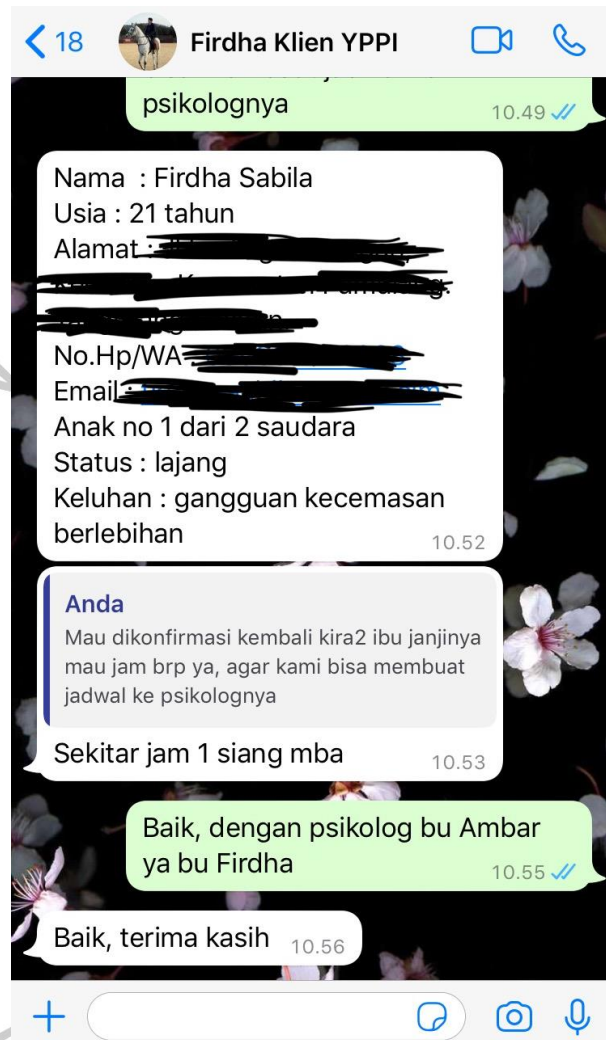 18
Firdha Klien YPPI
psikolognya
10.49
Nama : Firdha Sabila
Usia : 21 tahun
Alamat :
No.Hp/WA
Email :
Anak no 1 dari 2 saudara
Status : lajang
Keluhan : gangguan kecemasan
berlebihan
10.52
Anda
Mau dikonfirmasi kembali kira2 ibu janjinya
mau jam brp ya, agar kami bisa membuat
jadwal ke psikolognya
Sekitar jam 1 siang mba
10.53
Baik, dengan psikolog bu Ambar
ya bu Firdha
10.55
Baik, terima kasih
10.56